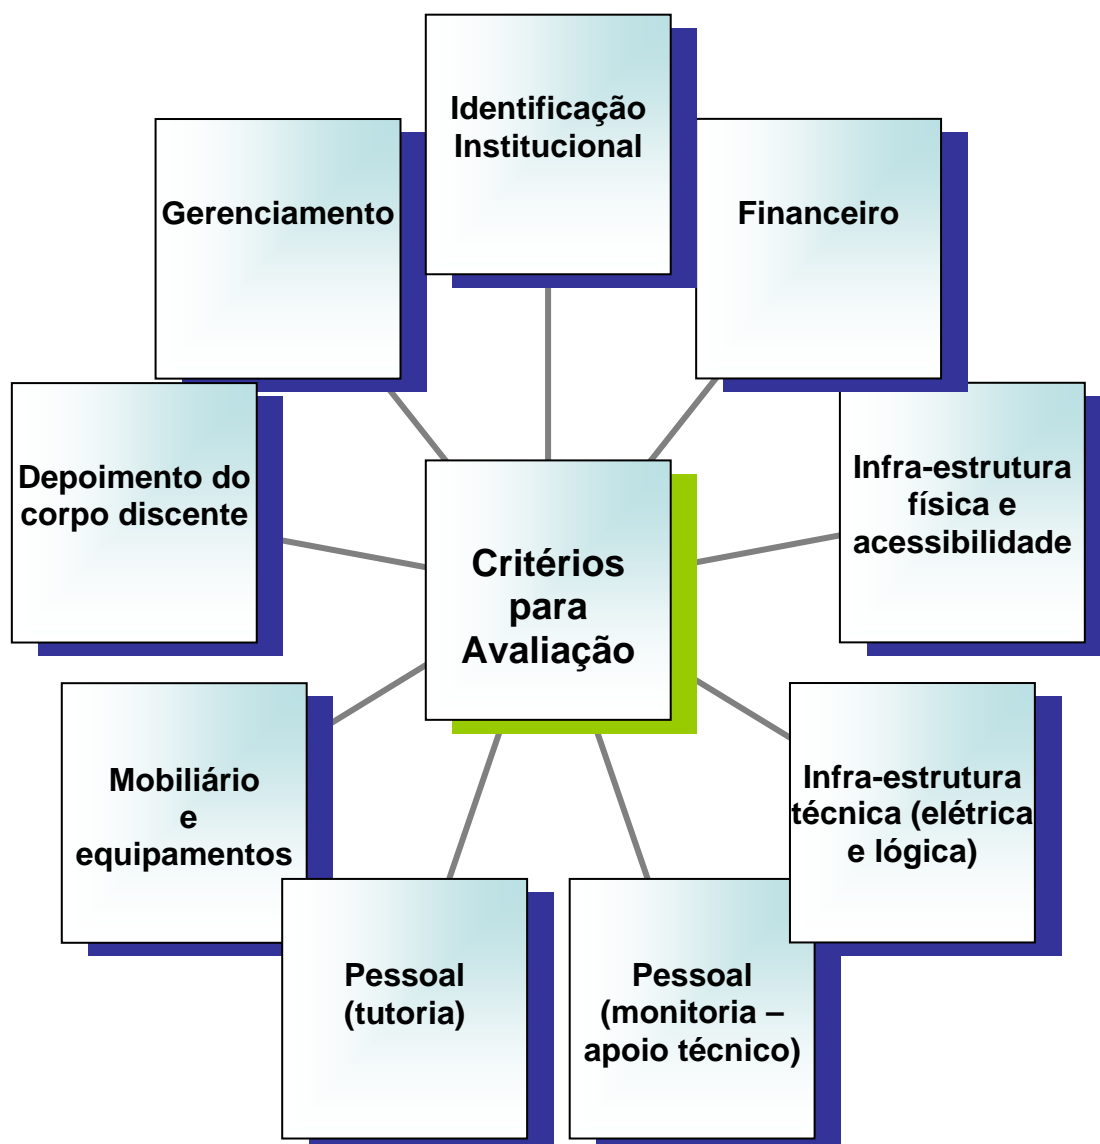 Identificação
Institucional
Gerenciamento
Financeiro
Depoimento do
corpo discente
Infra-estrutura
física e
acessibilidade
Critérios
para
Avaliação
Mobiliário
e
equipamentos
Infra-estrutura
técnica (elétrica
e lógica)
Pessoal
(tutoria)
Pessoal
(monitoria –
apoio técnico)